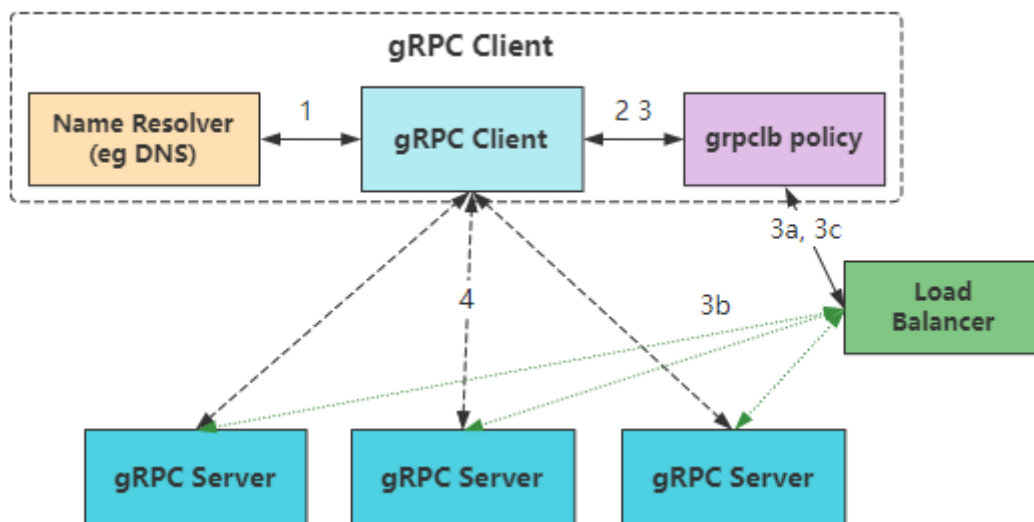 gRPC Client
Name Resolver
(eg DNS)
1
gRPC Client
2 3
grpclb policy
3a, 3c
Load
Balancer
4
3b
gRPC Server
gRPC Server
gRPC Server